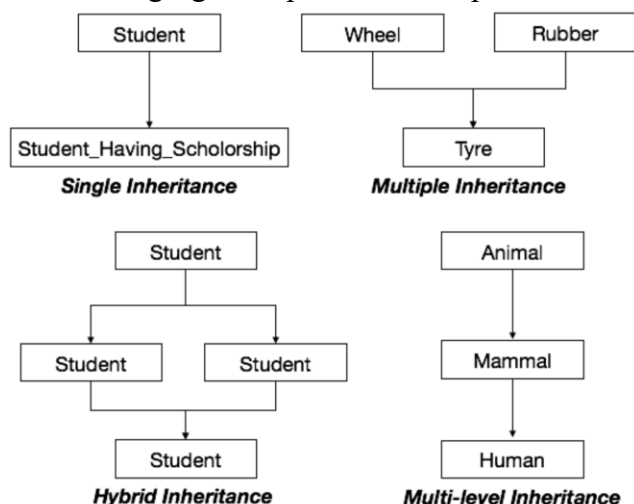 Student
Student_Having_Scholorship
Single Inheritance
Wheel Rubber
Tyre
Multiple Inheritance
Student
Student Student
Student
Hybrid Inheritance
Animal
Mammal
Human
Multi-level Inheritance